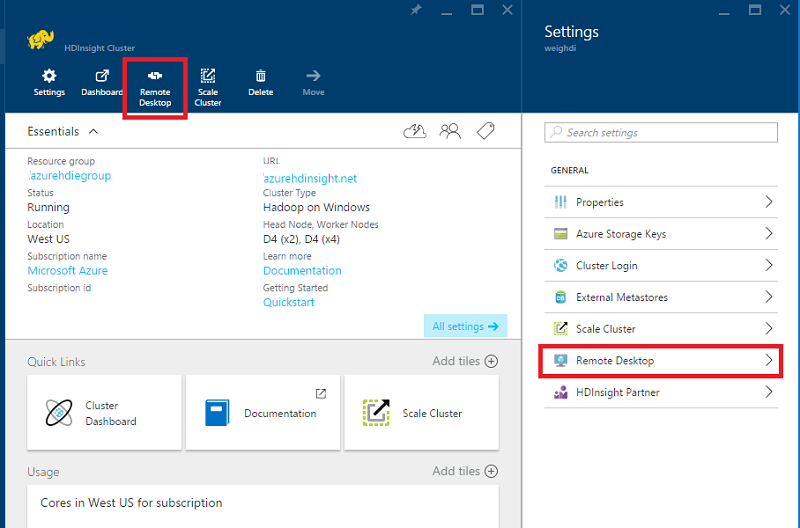 HDInsight Cluster
Settings
Dashboard
Remote
Desktop
Scale
Cluster
Delete
Move
Essentials
Resource group
azurehdiegroup
URL
azurehdinsight.net
Status
Running
Cluster Type
Hadoop on Windows
Location
West US
Head Node, Worker Nodes
D4 (x2), D4 (x4)
Subscription name
Microsoft Azure
Learn more
Documentation
Subscription id
Getting Started
Quickstart
All settings
Quick Links
Add tiles
Cluster
Dashboard
Documentation
Scale Cluster
Usage
Add tiles
Cores in West US for subscription
Settings
weighdi
Search settings
GENERAL
Properties
Azure Storage Keys
Cluster Login
DB
External Metastores
Scale Cluster
Remote Desktop
HDInsight Partner